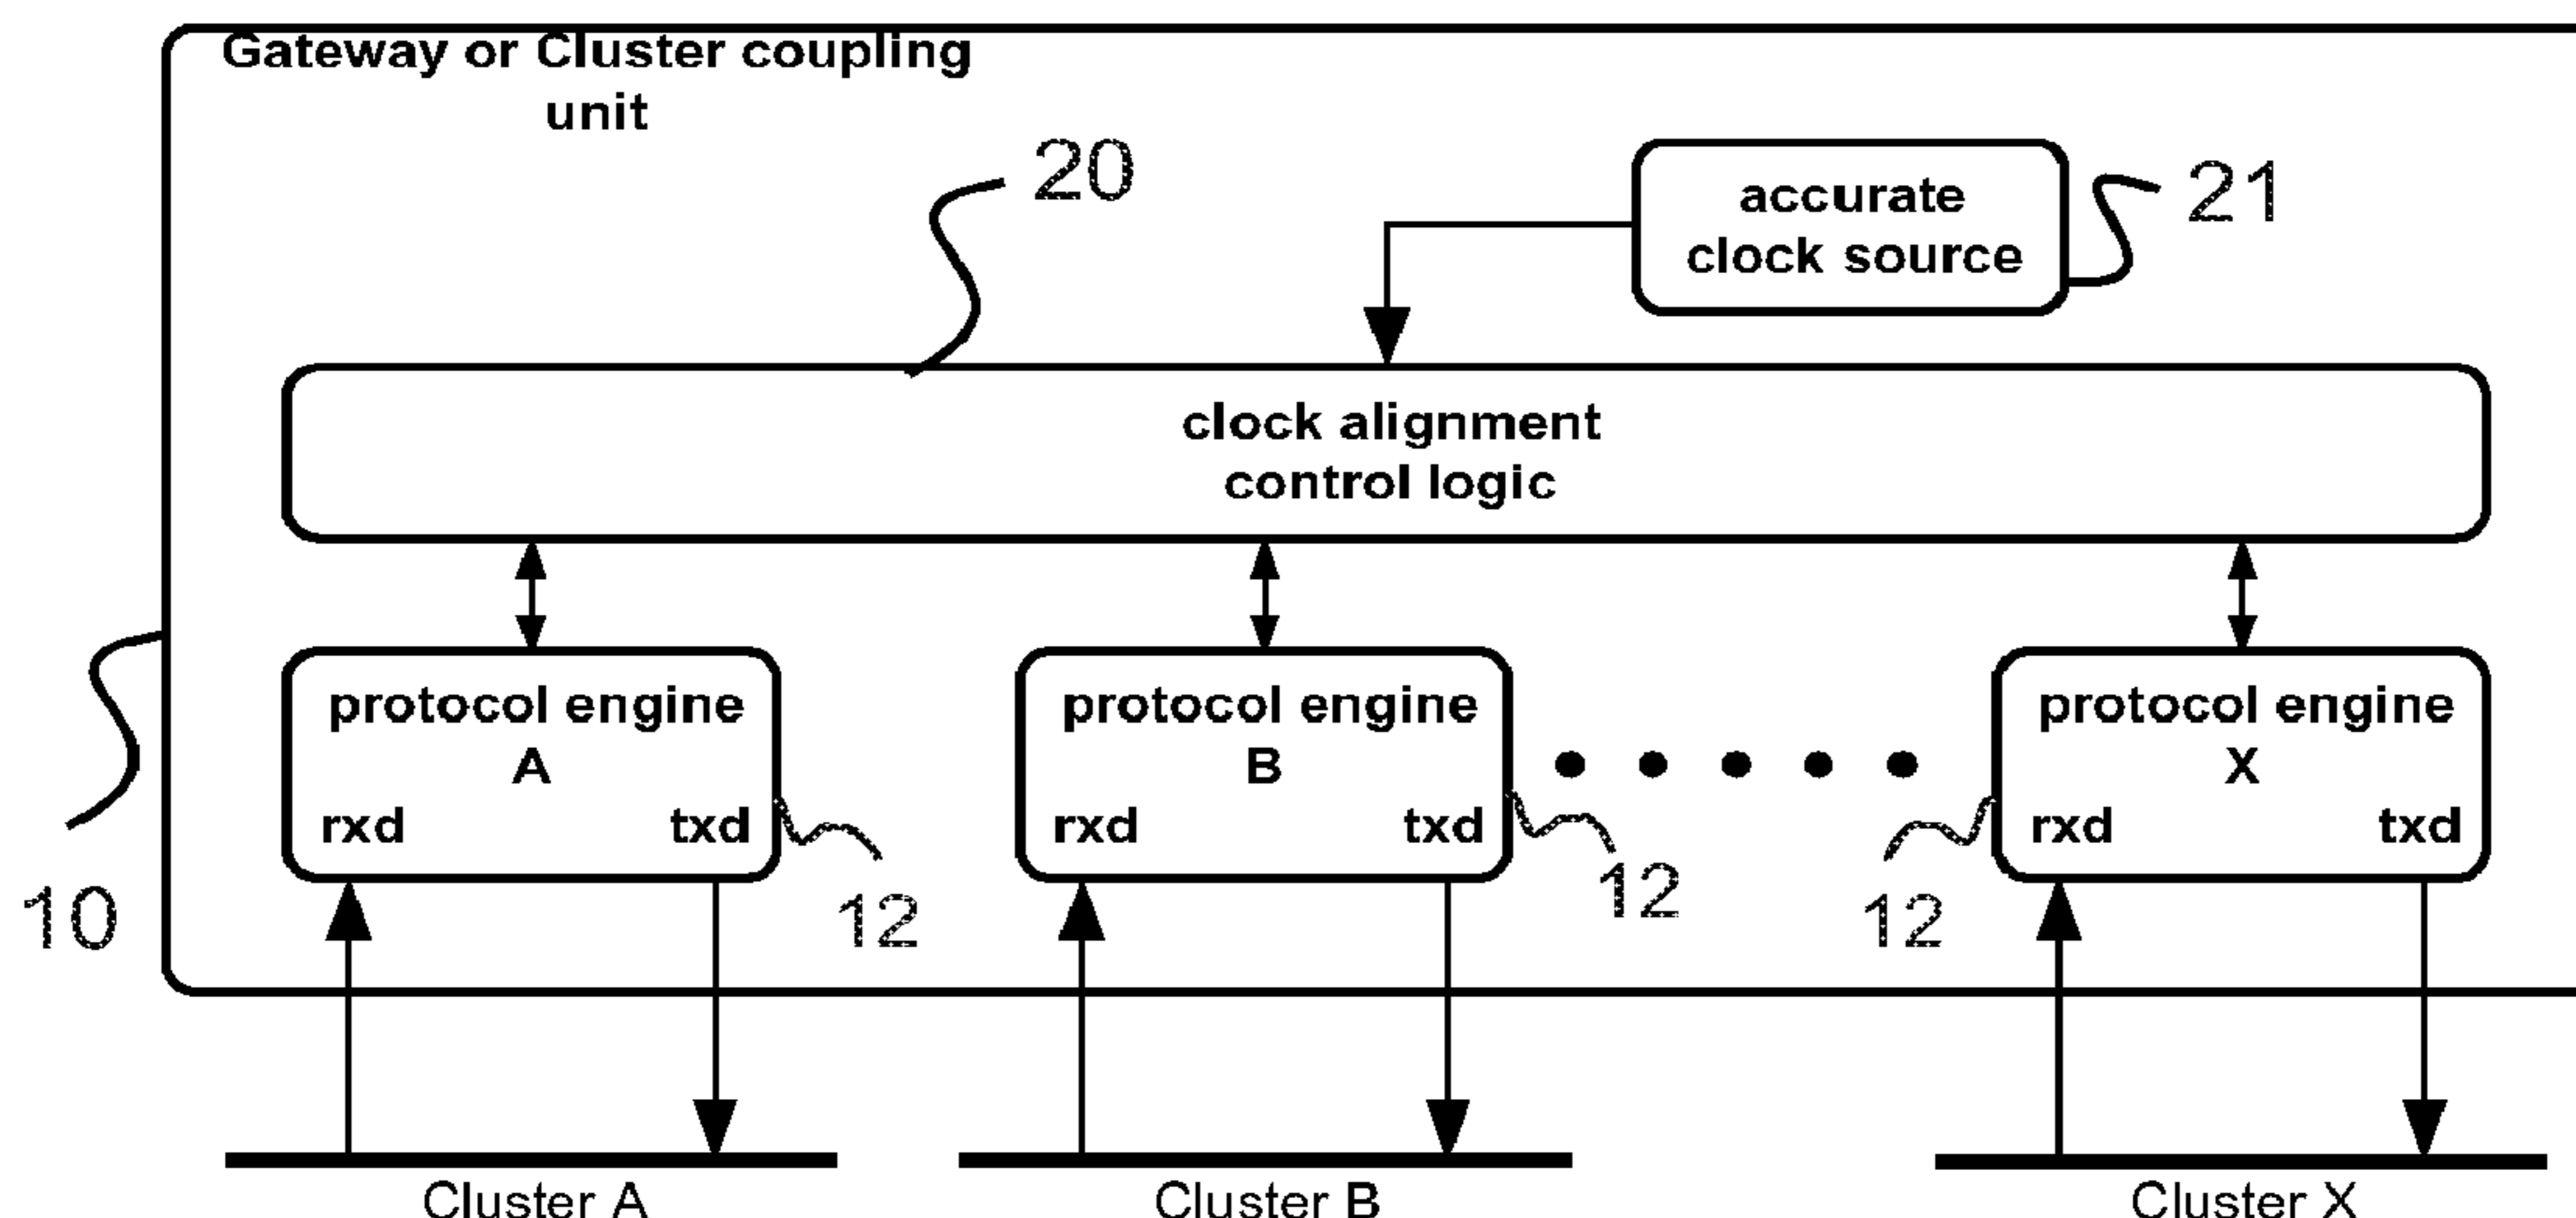 Gateway or Cluster coupling
unit
20
accurate
clock source
21
clock alignment
control logic
protocol engine
A
rxd txd
protocol engine
B
rxd txd
protocol engine
X
rxd txd
10
12
12
12
Cluster A
Cluster B
Cluster X